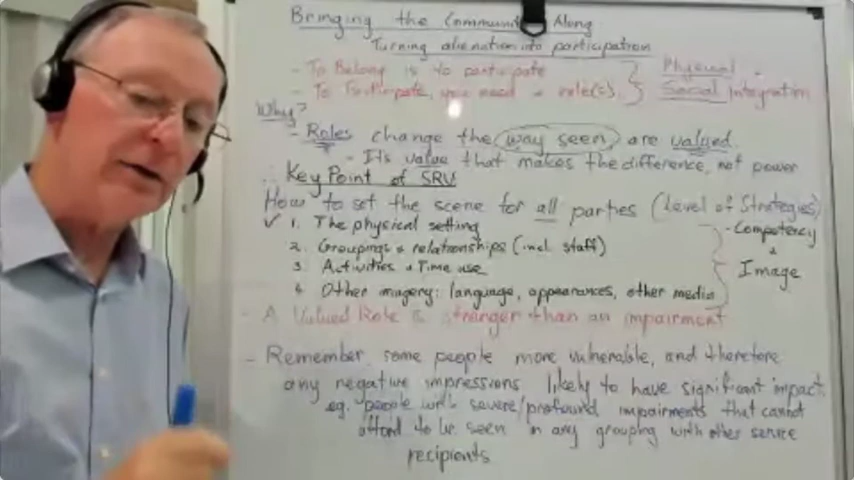 Bringing the Community Along
Turning alienation into participation
- To Belong is to participate
- To Participate, you need a role(s).
Physical
Social Integration
Why?
- Roles change the way seen, are valued.
- Its value that makes the difference, not power
∴ Key Point of SRV
How to set the scene for all parties (Level of Strategies)
✓ 1. The physical setting
2. Groupings & relationships (incl. staff)
3. Activities & Time use
4. Other imagery: language, appearances, other media
- Competency
&
Image
- A Valued Role is stronger than an impairment
- Remember some people more vulnerable, and therefore
any negative impressions likely to have significant impact.
eg. people with severe/profound impairments that cannot
afford to be seen in any grouping with other service
recipients